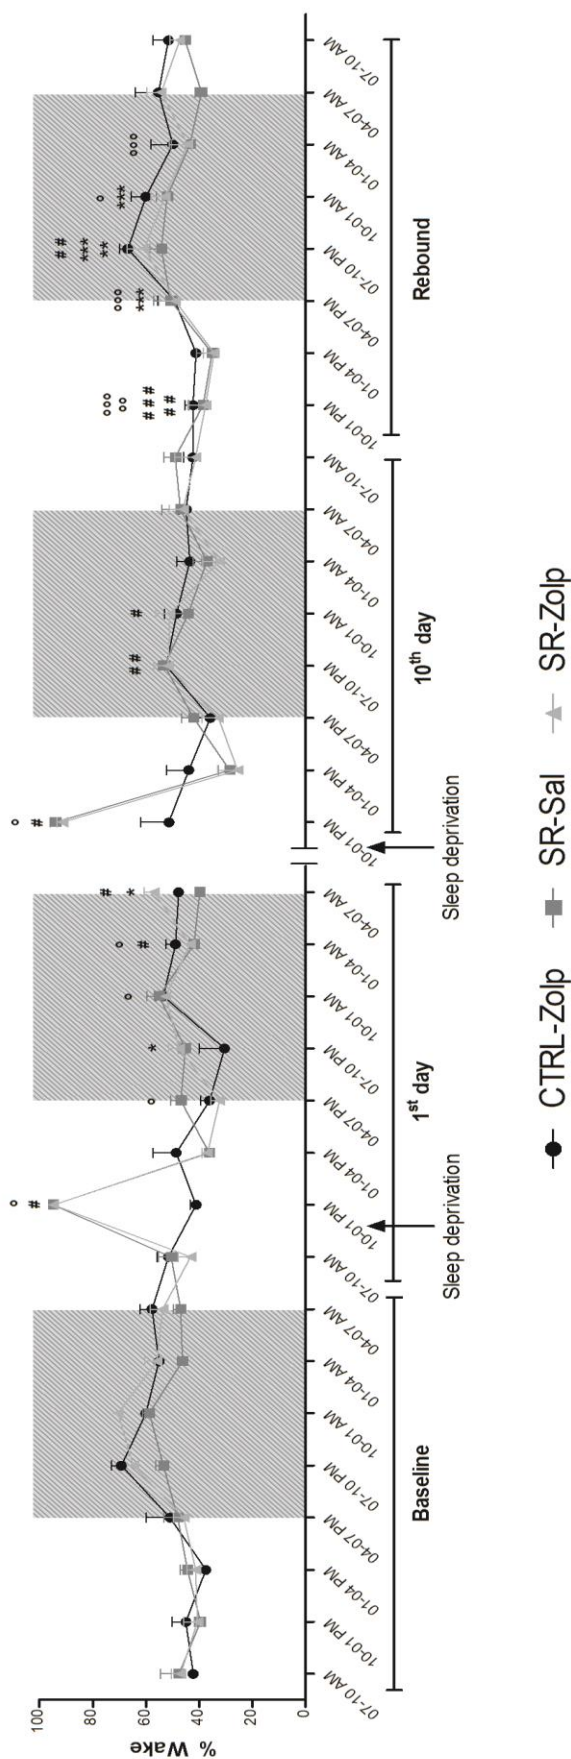 % Wake
100
80
60
40
20
0
° 
#
°
*
°
°
#
#
*
°
#
##
#
°°°
°°
###
##
°°°
***
##
***
**
°
***
°°°
07-10 AM
10-01 PM
01-04 PM
04-07 PM
07-10 PM
10-01 AM
01-04 AM
04-07 AM
07-10 AM
10-01 PM
01-04 PM
04-07 PM
07-10 PM
10-01 AM
01-04 AM
04-07 AM
10-01 PM
01-04 PM
04-07 PM
07-10 PM
10-01 AM
01-04 AM
04-07 AM
07-10 AM
10-01 PM
01-04 PM
04-07 PM
07-10 PM
10-01 AM
01-04 AM
04-07 AM
07-10 AM
Baseline
1st day
10th day
Rebound
Sleep deprivation
Sleep deprivation
CTRL-Zolp
SR-Sal
SR-Zolp